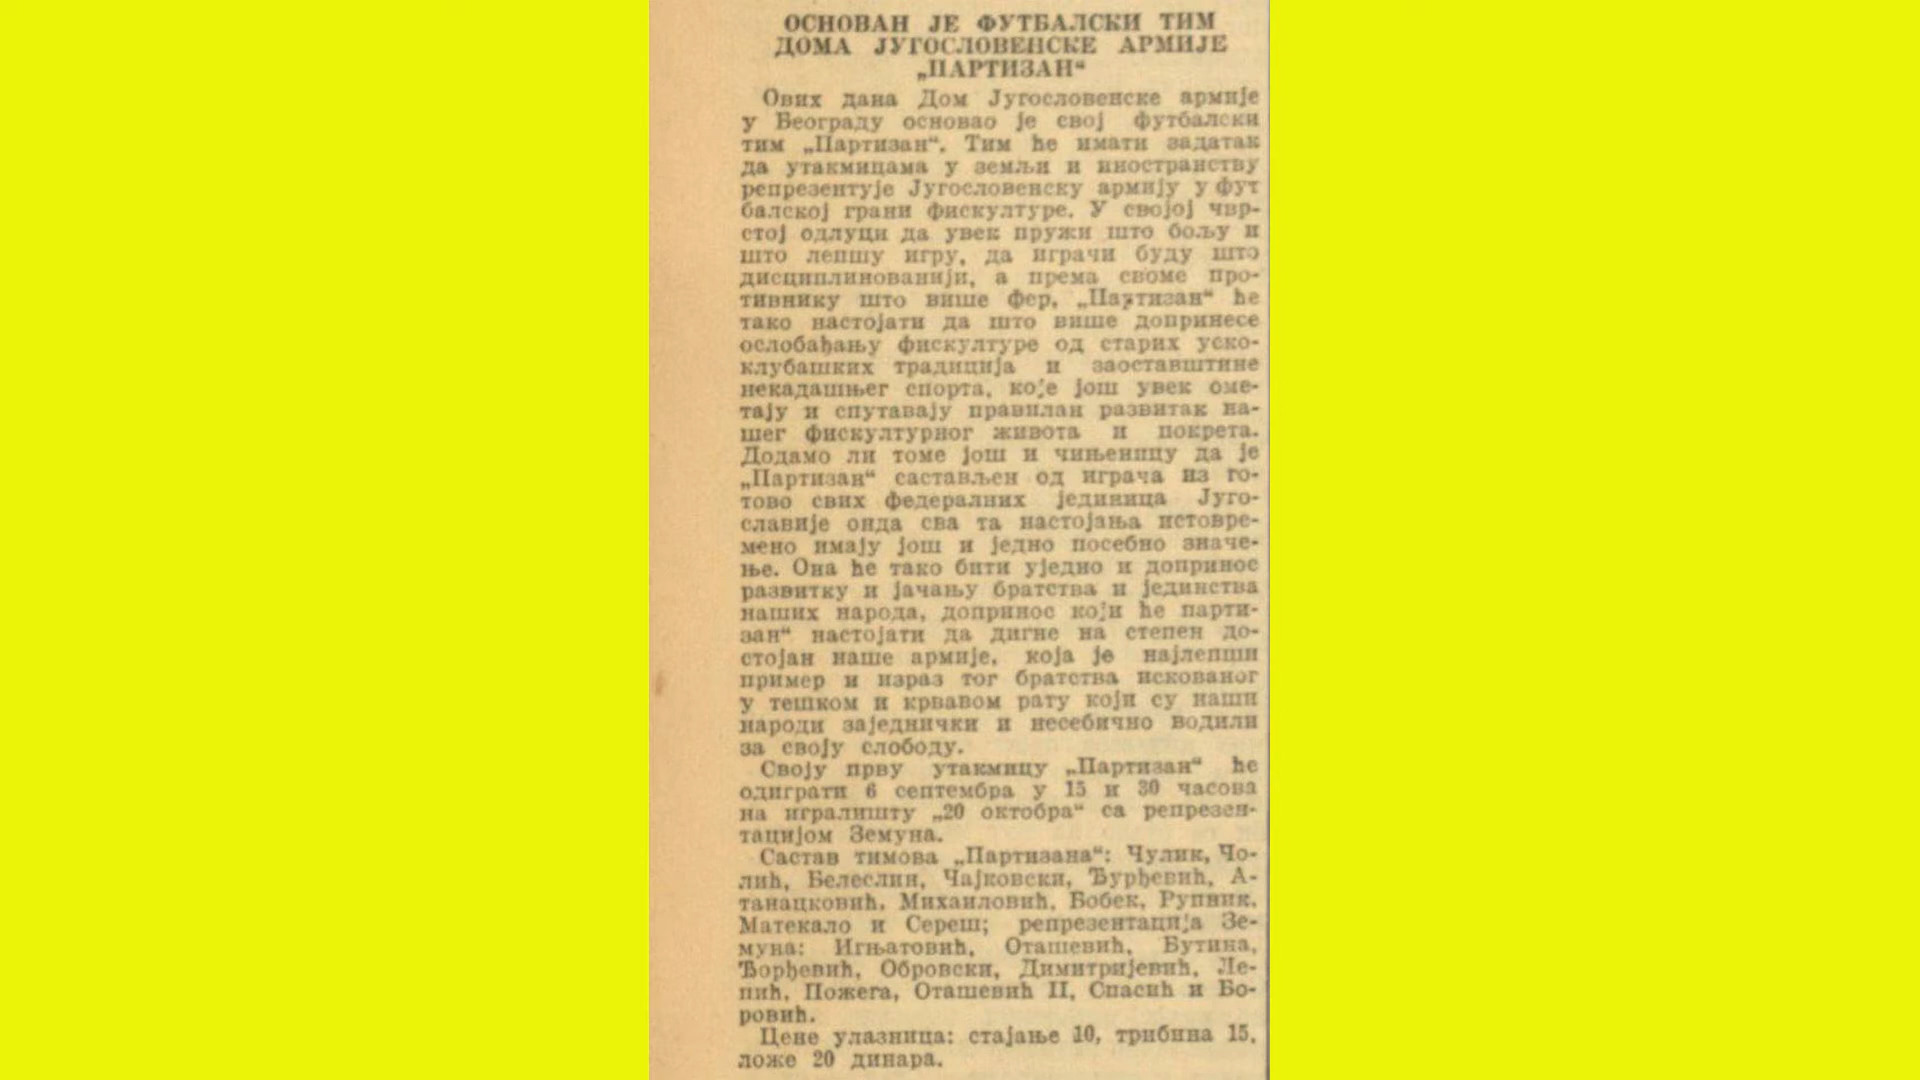 ОСНОВАН ЈЕ ФУТБАЛСКИ ТИМ
ДОМА ЈУГОСЛОВЕНСКЕ АРМИЈЕ
„ПАРТИЗАН“
Ових дана Дом Југословенске армије
у Београду основао је свој футбалски
тим „Партизан“. Тим ће имати задатак
да утакмицама у земљи и иностранству
репрезентује Југословенску армију у фут
балској грани фискултуре. У својој чвр-
стој одлуци да увек пружи што бољу и
што лепшу игру, да играчи буду што
дисциплинованији, а према своме про-
тивнику што више фер, „Партизан“ ће
тако настојати да што више допринесе
ослобађању фискултуре од старих уско-
клубашких традиција и заоставштине
некадашњег спорта, које још увек оме-
тају и спутавају правилан развитак на-
шег фискултурног живота и покрета.
Додамо ли томе још и чињеницу да је
„Партизан“ састављен од играча из го-
тово свих федералних јединица Југо-
славије онда сва та настојања истовре-
мено имају још и једно посебно значе-
ње. Она ће тако бити уједно и допринос
развитку и јачању братства и јединства
наших народа, допринос који ће парти-
зан“ настојати да дигне на степен до-
стојан наше армије, која је најлепши
пример и израз тог братства искованог
у тешком и крвавом рату који су наши
народи заједнички и несебично водили
за своју слободу.
Своју прву утакмицу „Партизан“ ће
одиграти 6 септембра у 15 и 30 часова
на игралишту „20 октобра“ са репрезен-
тацијом Земуна.
Састав тимова „Партизана“: Чулик, Чо-
лић, Белеслин, Чајковски, Ђурђевић, А-
танацковић, Михаиловић, Бобек, Рупник,
Матекало и Сереш; репрезентација Зе-
муна: Игњатовић, Оташевић, Бутина,
Ђорђевић, Обровски, Димитријевић, Ле-
пић, Пожега, Оташевић II, Спасић и Бо-
ровић.
Цене улазница: стајање 10, трибина 15,
ложе 20 динара.